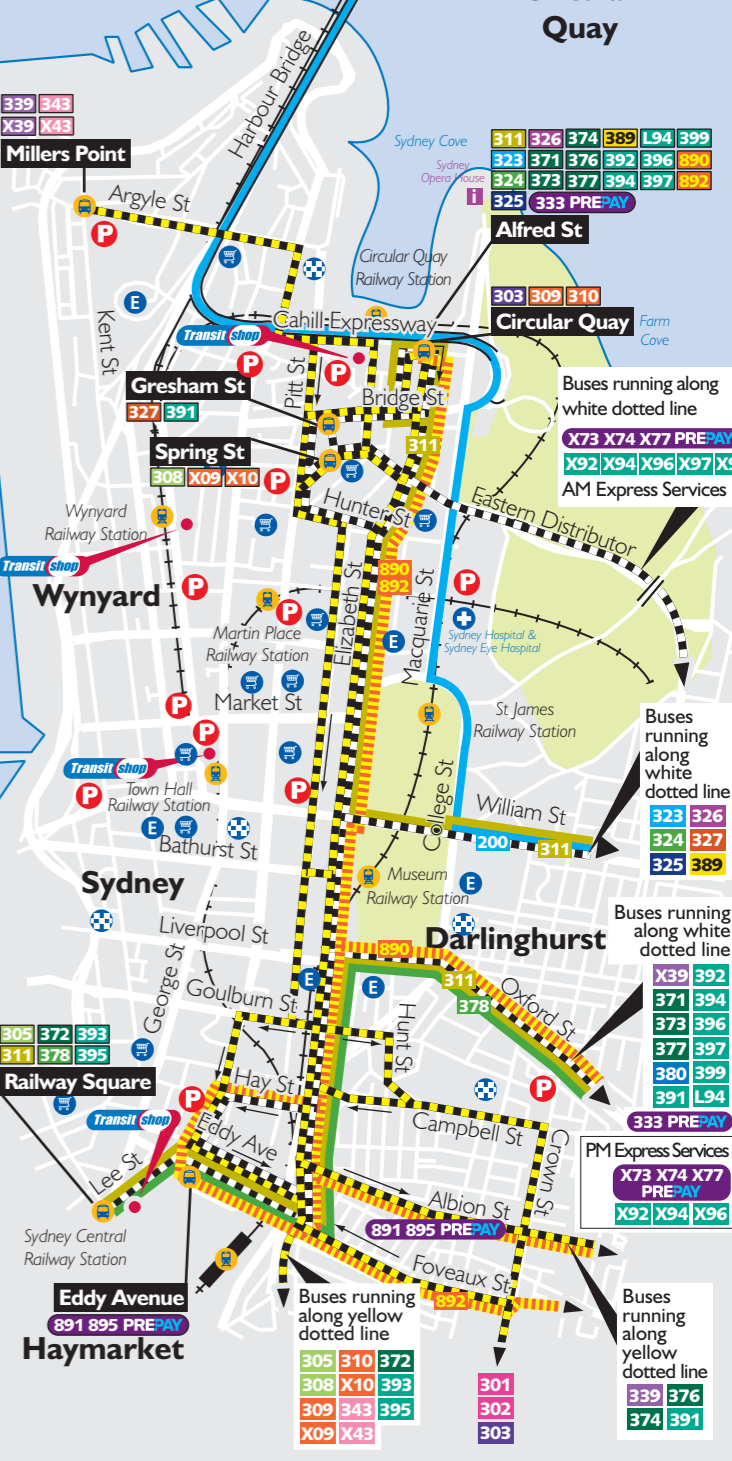 Quay
Harbour Bridge
339 343
X39 X43
Millers Point
Argyle St
P
Sydney Cove
Sydney
Opera House
i
311 326 374 389 L94 399
323 371 376 392 396 890
324 373 377 394 397 892
325 333 PREPAY
Alfred St
Circular Quay
Railway Station
303 309 310
Circular Quay
Farm
Cove
E
Kent St
Cahill Expressway
Transit shop
P
P
Pitt St
Gresham St
327 391
Bridge St
Spring St
308 X09 X10
P
311
Buses running along
white dotted line
X73 X74 X77 PREPAY
X92 X94 X96 X97
AM Express Services
Hunter St
Eastern Distributor
Wynyard
Railway Station
Transit shop
Wynyard
P
890
892
Elizabeth St
Macquarie St
P
P
Martin Place
Railway Station
E
Sydney Hospital &
Sydney Eye Hospital
Market St
P
P
St James
Railway Station
Transit shop
Town Hall
Railway Station
P
P
E
Bathurst St
College St
William St
200
311
Buses
running
along
white
dotted line
323 326
324 327
325 389
Sydney
Museum
Railway Station
E
Liverpool St
Darlinghurst
890
311
378
Oxford St
Buses running
along white
dotted line
X39 392
371 394
373 396
377 397
380 399
391 L94
333 PREPAY
George St
Goulburn St
E
E
Hunt St
305 372 393
311 378 395
Railway Square
Hay St
P
P
Transit shop
Campbell St
Crown St
PM Express Services
X73 X74 X77
PREPAY
X92 X94 X96
Eddy Ave
Lee St
Albion St
891 895 PREPAY
Sydney Central
Railway Station
Foveaux St
892
Eddy Avenue
891 895 PREPAY
Haymarket
Buses running
along yellow
dotted line
305 310 372
308 X10 393
309 343 395
X09 X43
301
302
303
Buses
running
along
yellow
dotted line
339 376
374 391